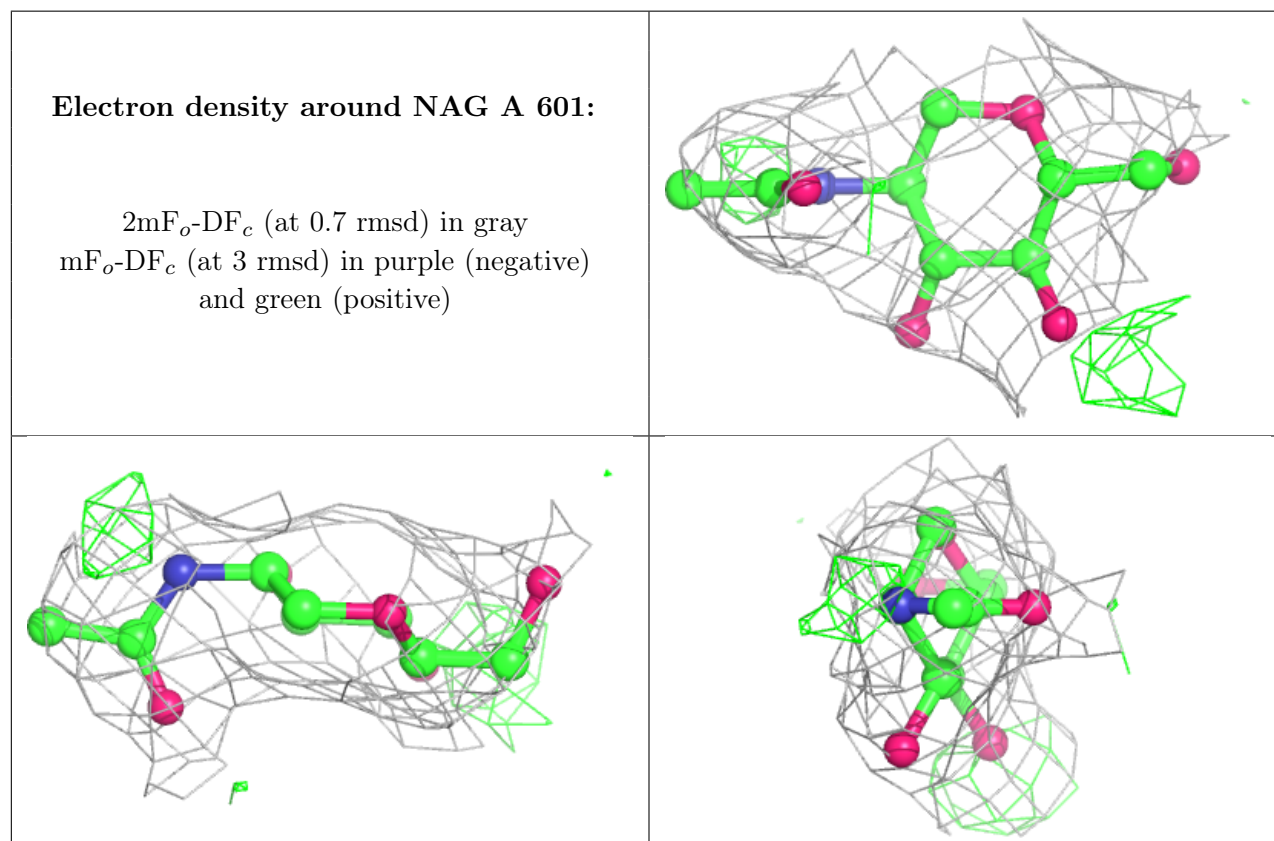 Electron density around NAG A 601:
2mFo-DFc (at 0.7 rmsd) in gray
mFo-DFc (at 3 rmsd) in purple (negative)
and green (positive)